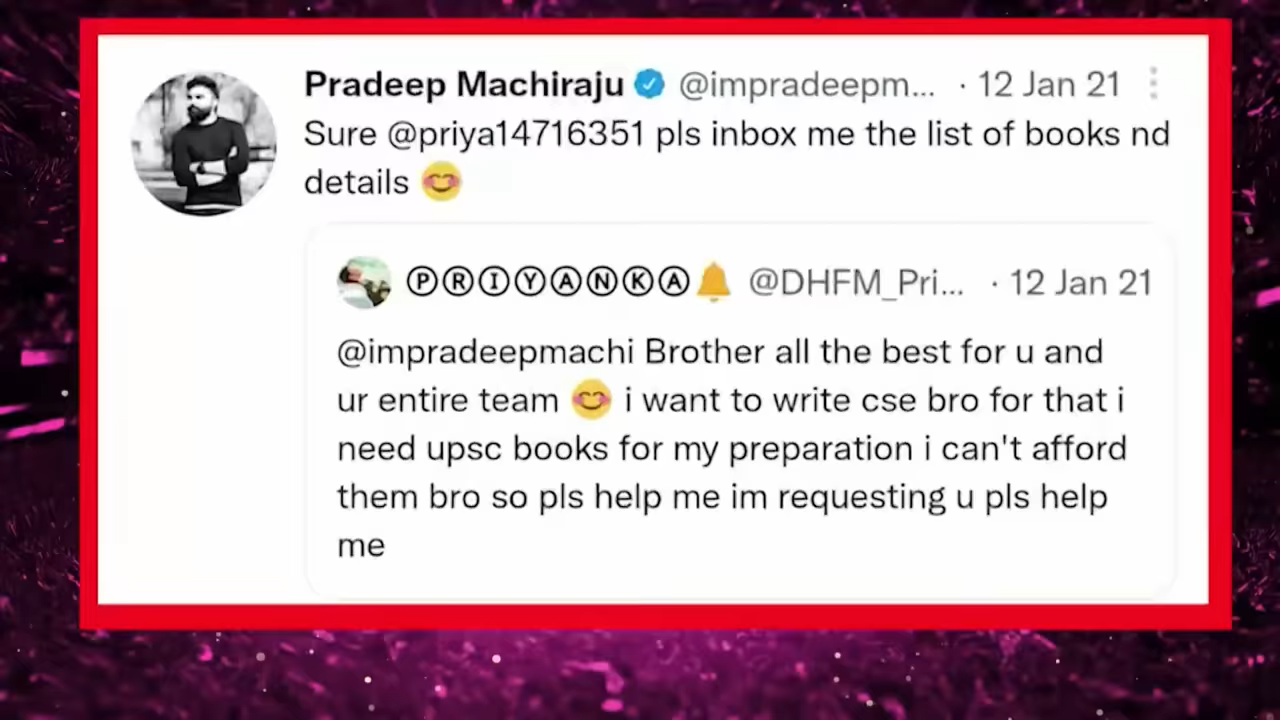 Pradeep Machiraju @impradeepm... · 12 Jan 21
Sure @priya14716351 pls inbox me the list of books nd
details 😊
ⓅⓇⒾⓎⒶⓃⓀⒶ🔔 @DHFM_Pri... · 12 Jan 21
@impradeepmachi Brother all the best for u and
ur entire team 😊 i want to write cse bro for that i
need upsc books for my preparation i can't afford
them bro so pls help me im requesting u pls help
me